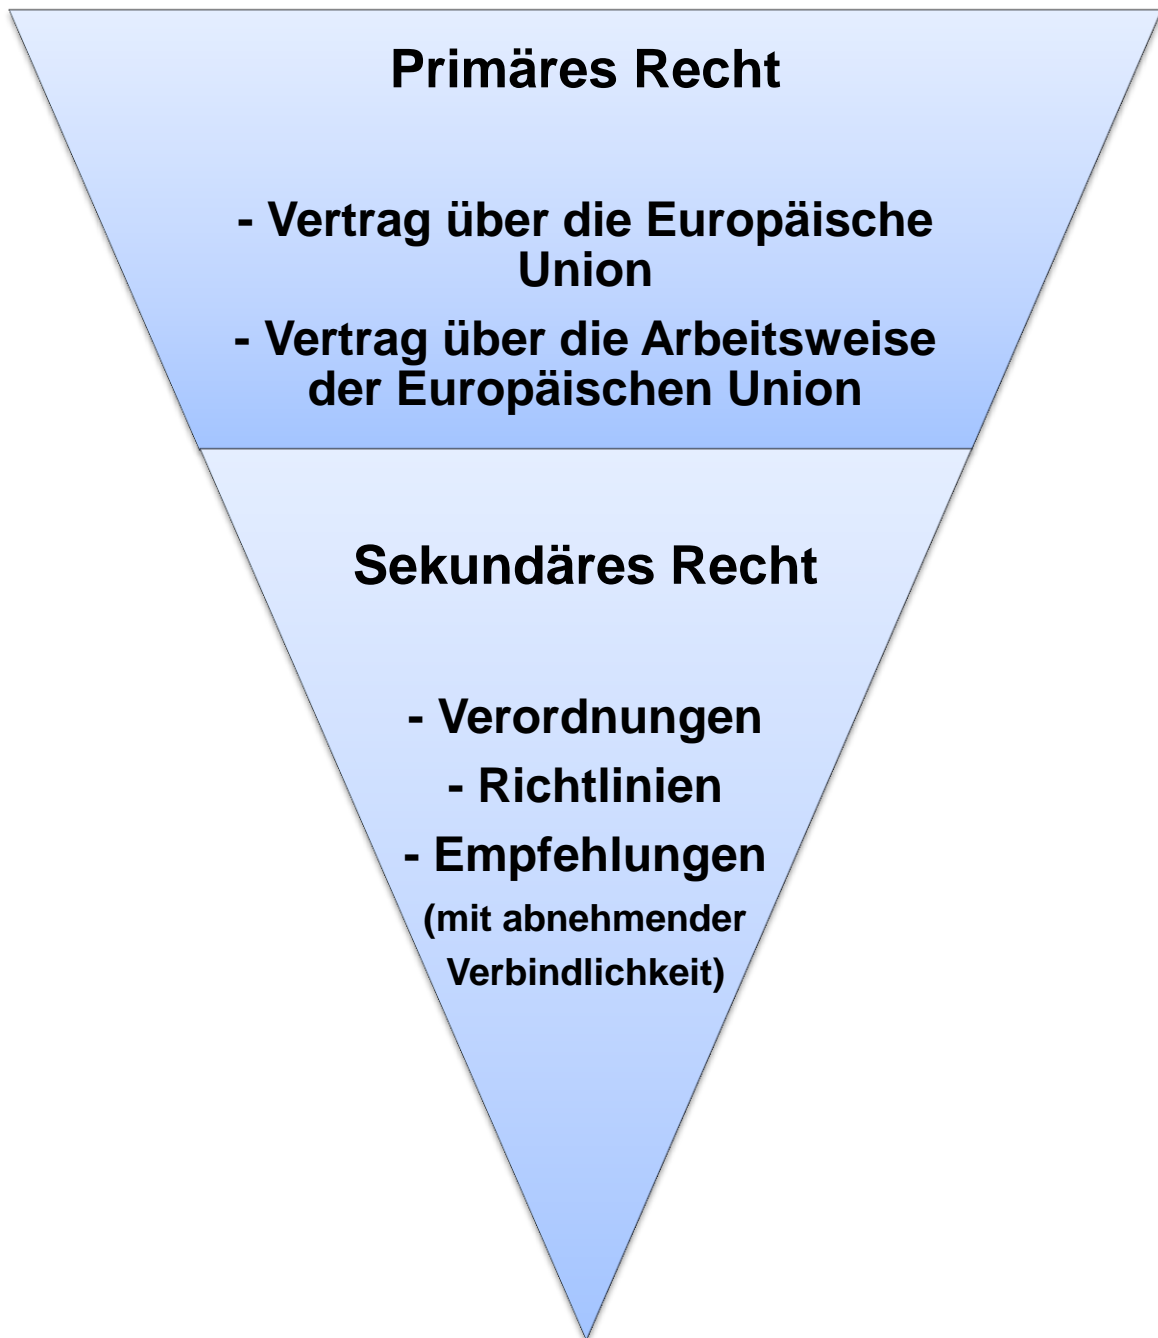 Primäres Recht
- Vertrag über die Europäische
Union
- Vertrag über die Arbeitsweise
der Europäischen Union
Sekundäres Recht
- Verordnungen
- Richtlinien
- Empfehlungen
(mit abnehmender
Verbindlichkeit)